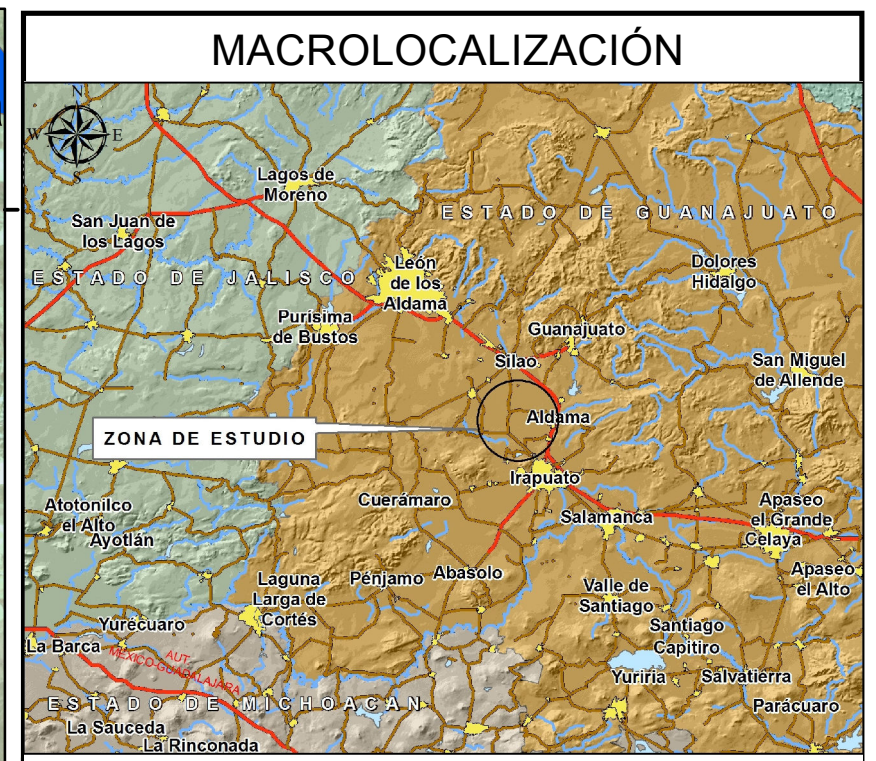 MACROLOCALIZACIÓN
N
W
E
S
Lagos de
Moreno
San Juan de
los Lagos
ESTADO DE GUANAJUATO
ESTADO DE JALISCO
León
de los
Aldama
Dolores
Hidalgo
Purísima
de Bustos
Guanajuato
Silao
San Miguel
de Allende
Aldama
ZONA DE ESTUDIO
Irapuato
Cuerámaro
Atotonilco
el Alto
Ayotlán
Salamanca
Apaseo
el Grande
Celaya
Laguna
Larga de
Cortés
Pénjamo
Abasolo
Apaseo
el Alto
Valle de
Santiago
Yurécuaro
La Barca
AUT.
MÉXICO-GUADALAJARA
Santiago
Capitiro
Yuriria
Salvatierra
ESTADO DE MICHOACAN
Parácuaro
La Sauceda
La Rinconada